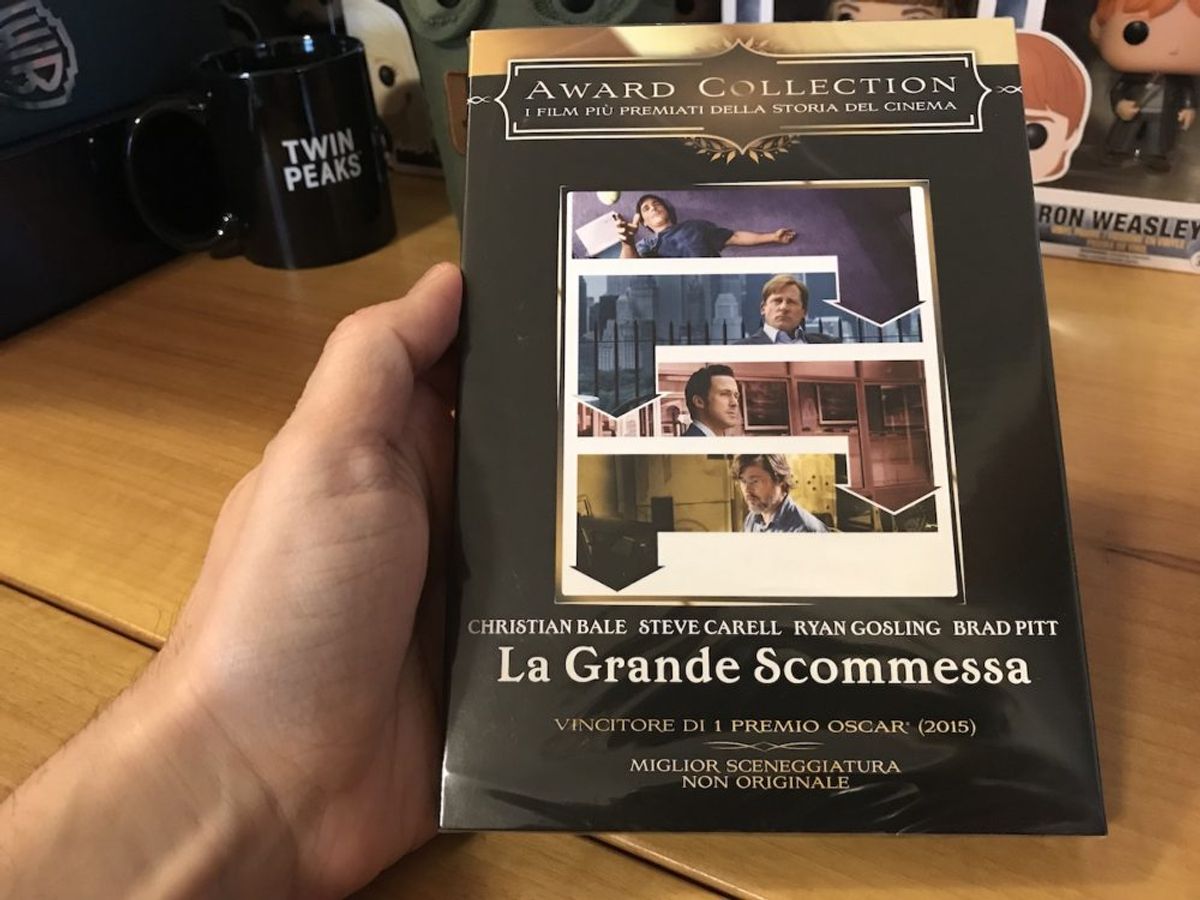 AWARD COLLECTION
I FILM PIÙ PREMIATI DELLA STORIA DEL CINEMA
TWIN
PEAKS
RON WEASLEY
CHRISTIAN BALE STEVE CARELL RYAN GOSLING BRAD PITT
La Grande Scommessa
VINCITORE DI 1 PREMIO OSCAR® (2015)
MIGLIOR SCENEGGIATURA
NON ORIGINALE